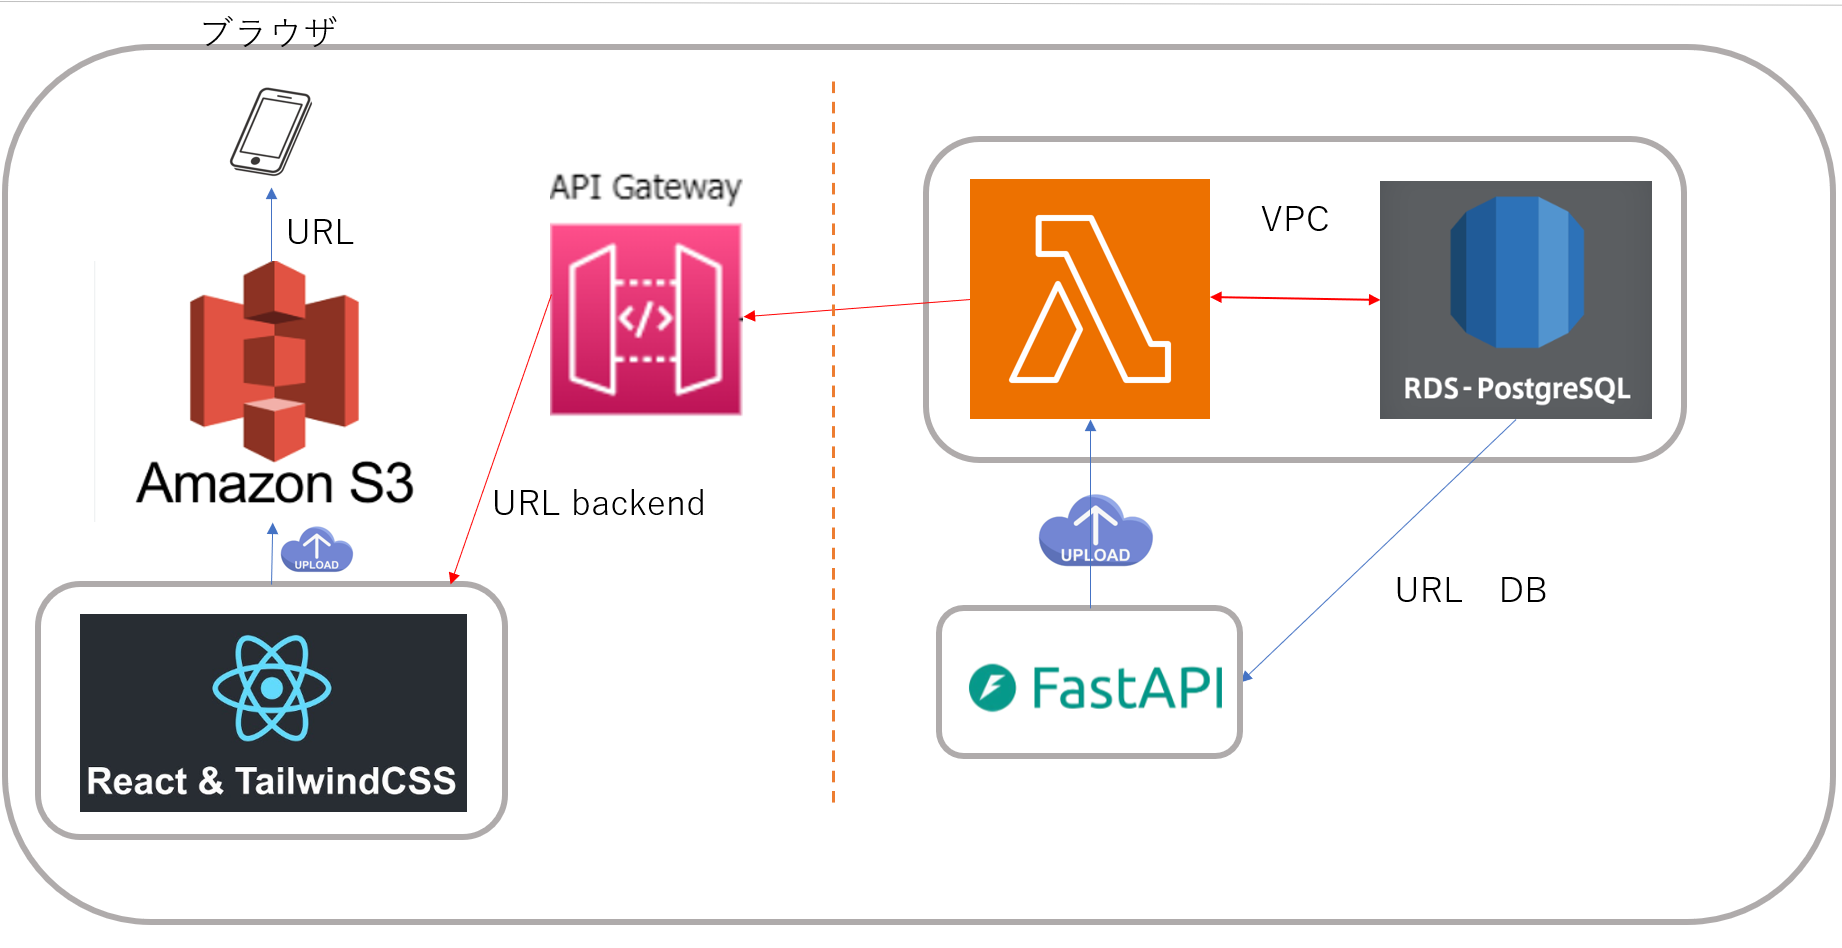 ブラウザ
URL
API Gateway
</>
VPC
RDS - PostgreSQL
Amazon S3
URL backend
UPLOAD
UPLOAD
URL　DB
FastAPI
React & TailwindCSS